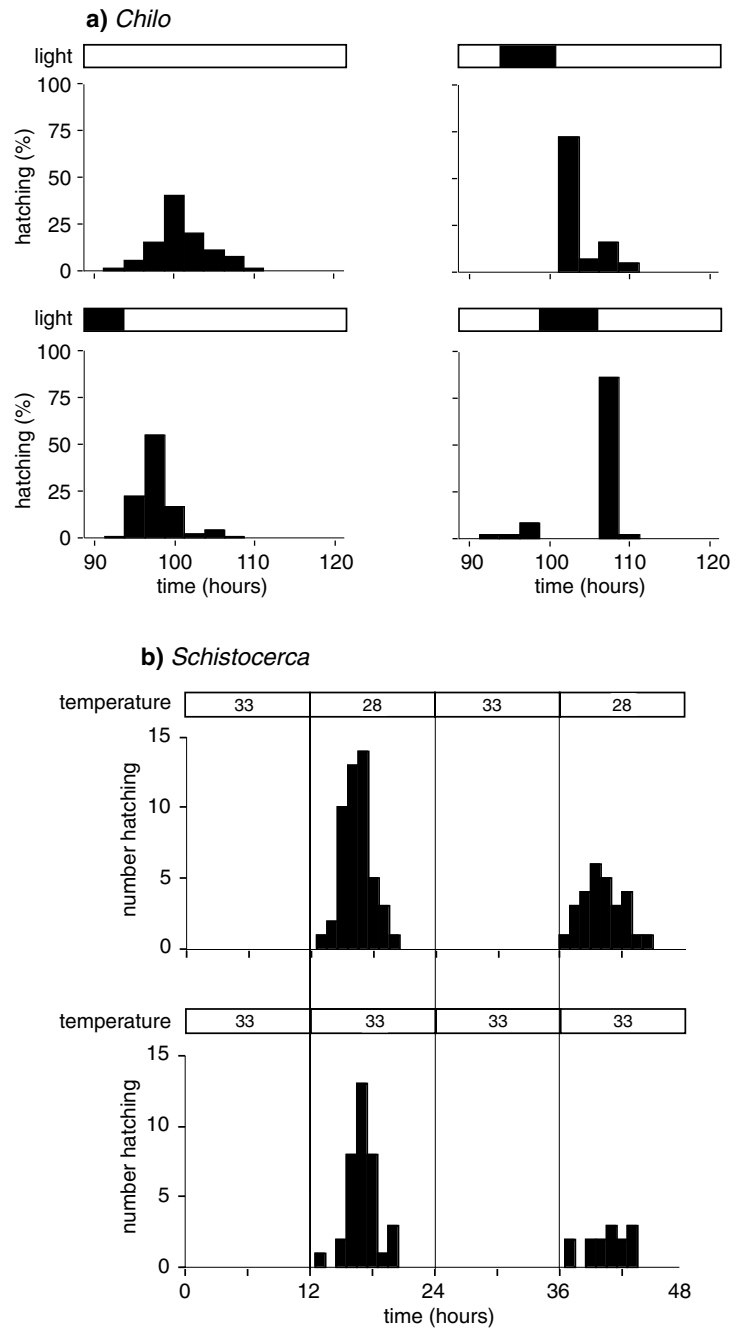 a) Chilo
light
100
75
50
25
0
hatching (%)
light
100
75
50
25
0
hatching (%)
90 100 110 120
time (hours)
90 100 110 120
time (hours)
b) Schistocerca
temperature 33 28 33 28
15
10
5
0
number hatching
temperature 33 33 33 33
15
10
5
0
number hatching
0 12 24 36 48
time (hours)